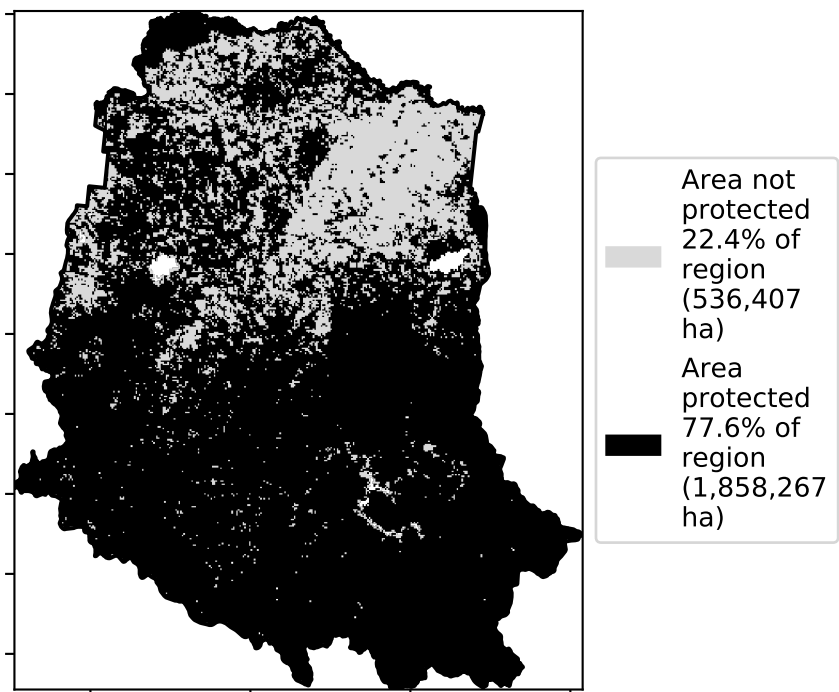 Area not
protected
22.4% of
region
(536,407
ha)
Area
protected
77.6% of
region
(1,858,267
ha)